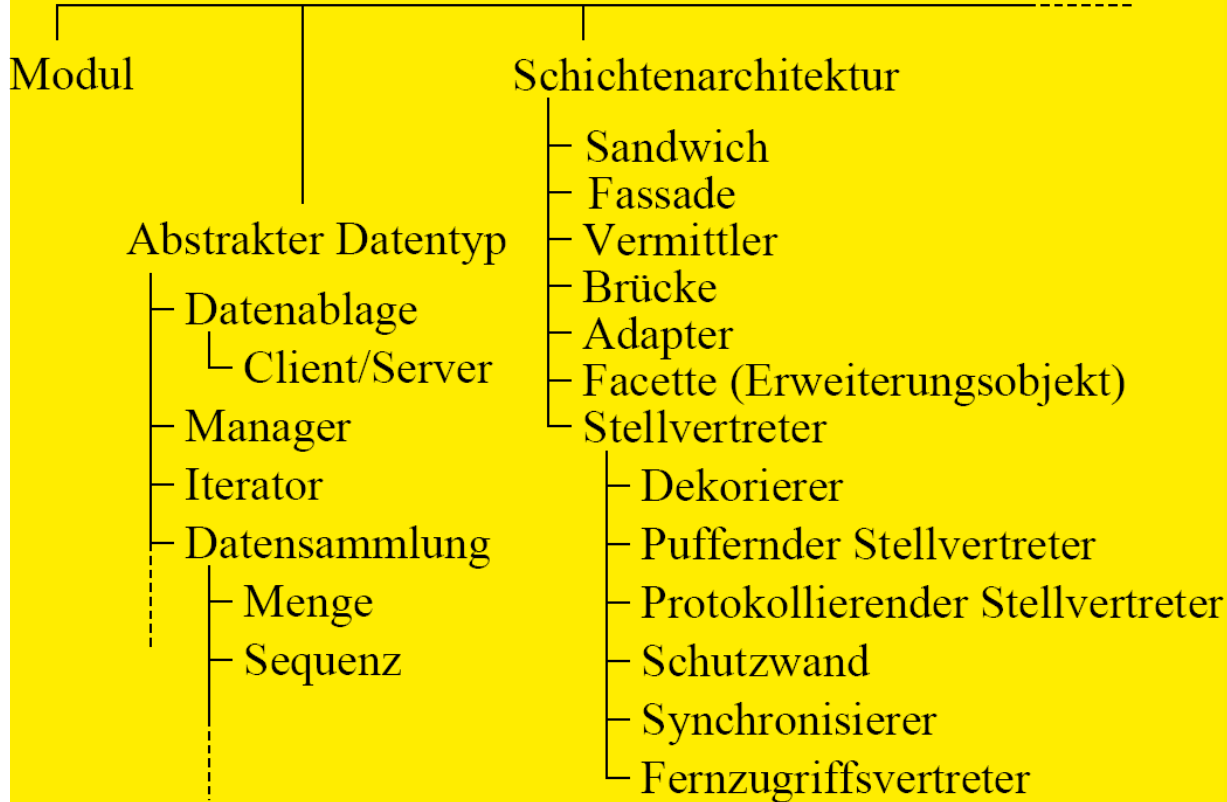 Modul
Abstrakter Datentyp
Datenablage
Client/Server
Manager
Iterator
Datensammlung
Menge
Sequenz
Schichtenarchitektur
Sandwich
Fassade
Vermittler
Brücke
Adapter
Facette (Erweiterungsobjekt)
Stellvertreter
Dekorierer
Puffernder Stellvertreter
Protokollierender Stellvertreter
Schutzwand
Synchronisierer
Fernzugriffsvertreter